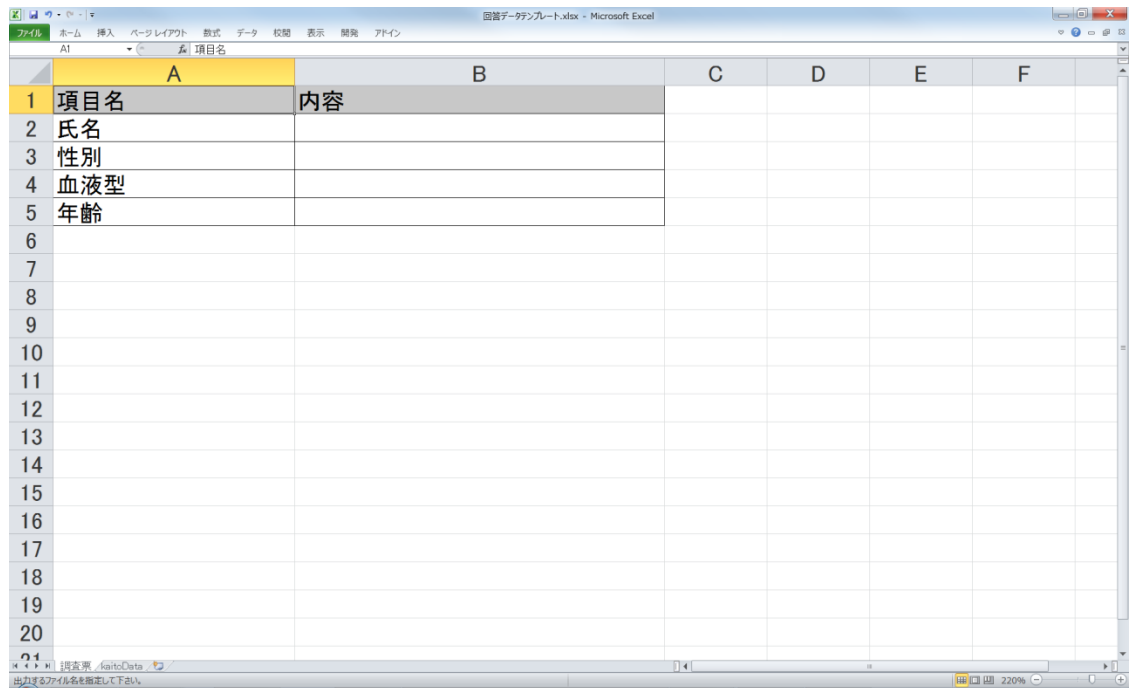 回答データテンプレート.xlsx - Microsoft Excel
ファイル ホーム 挿入 ページ レイアウト 数式 データ 校閲 表示 開発 アドイン
A1 fx 項目名
A B C D E F
1 項目名 内容
2 氏名
3 性別
4 血液型
5 年齢
6
7
8
9
10
11
12
13
14
15
16
17
18
19
20
21
調査票 kaitoData
出力するファイル名を指定して下さい。 220%